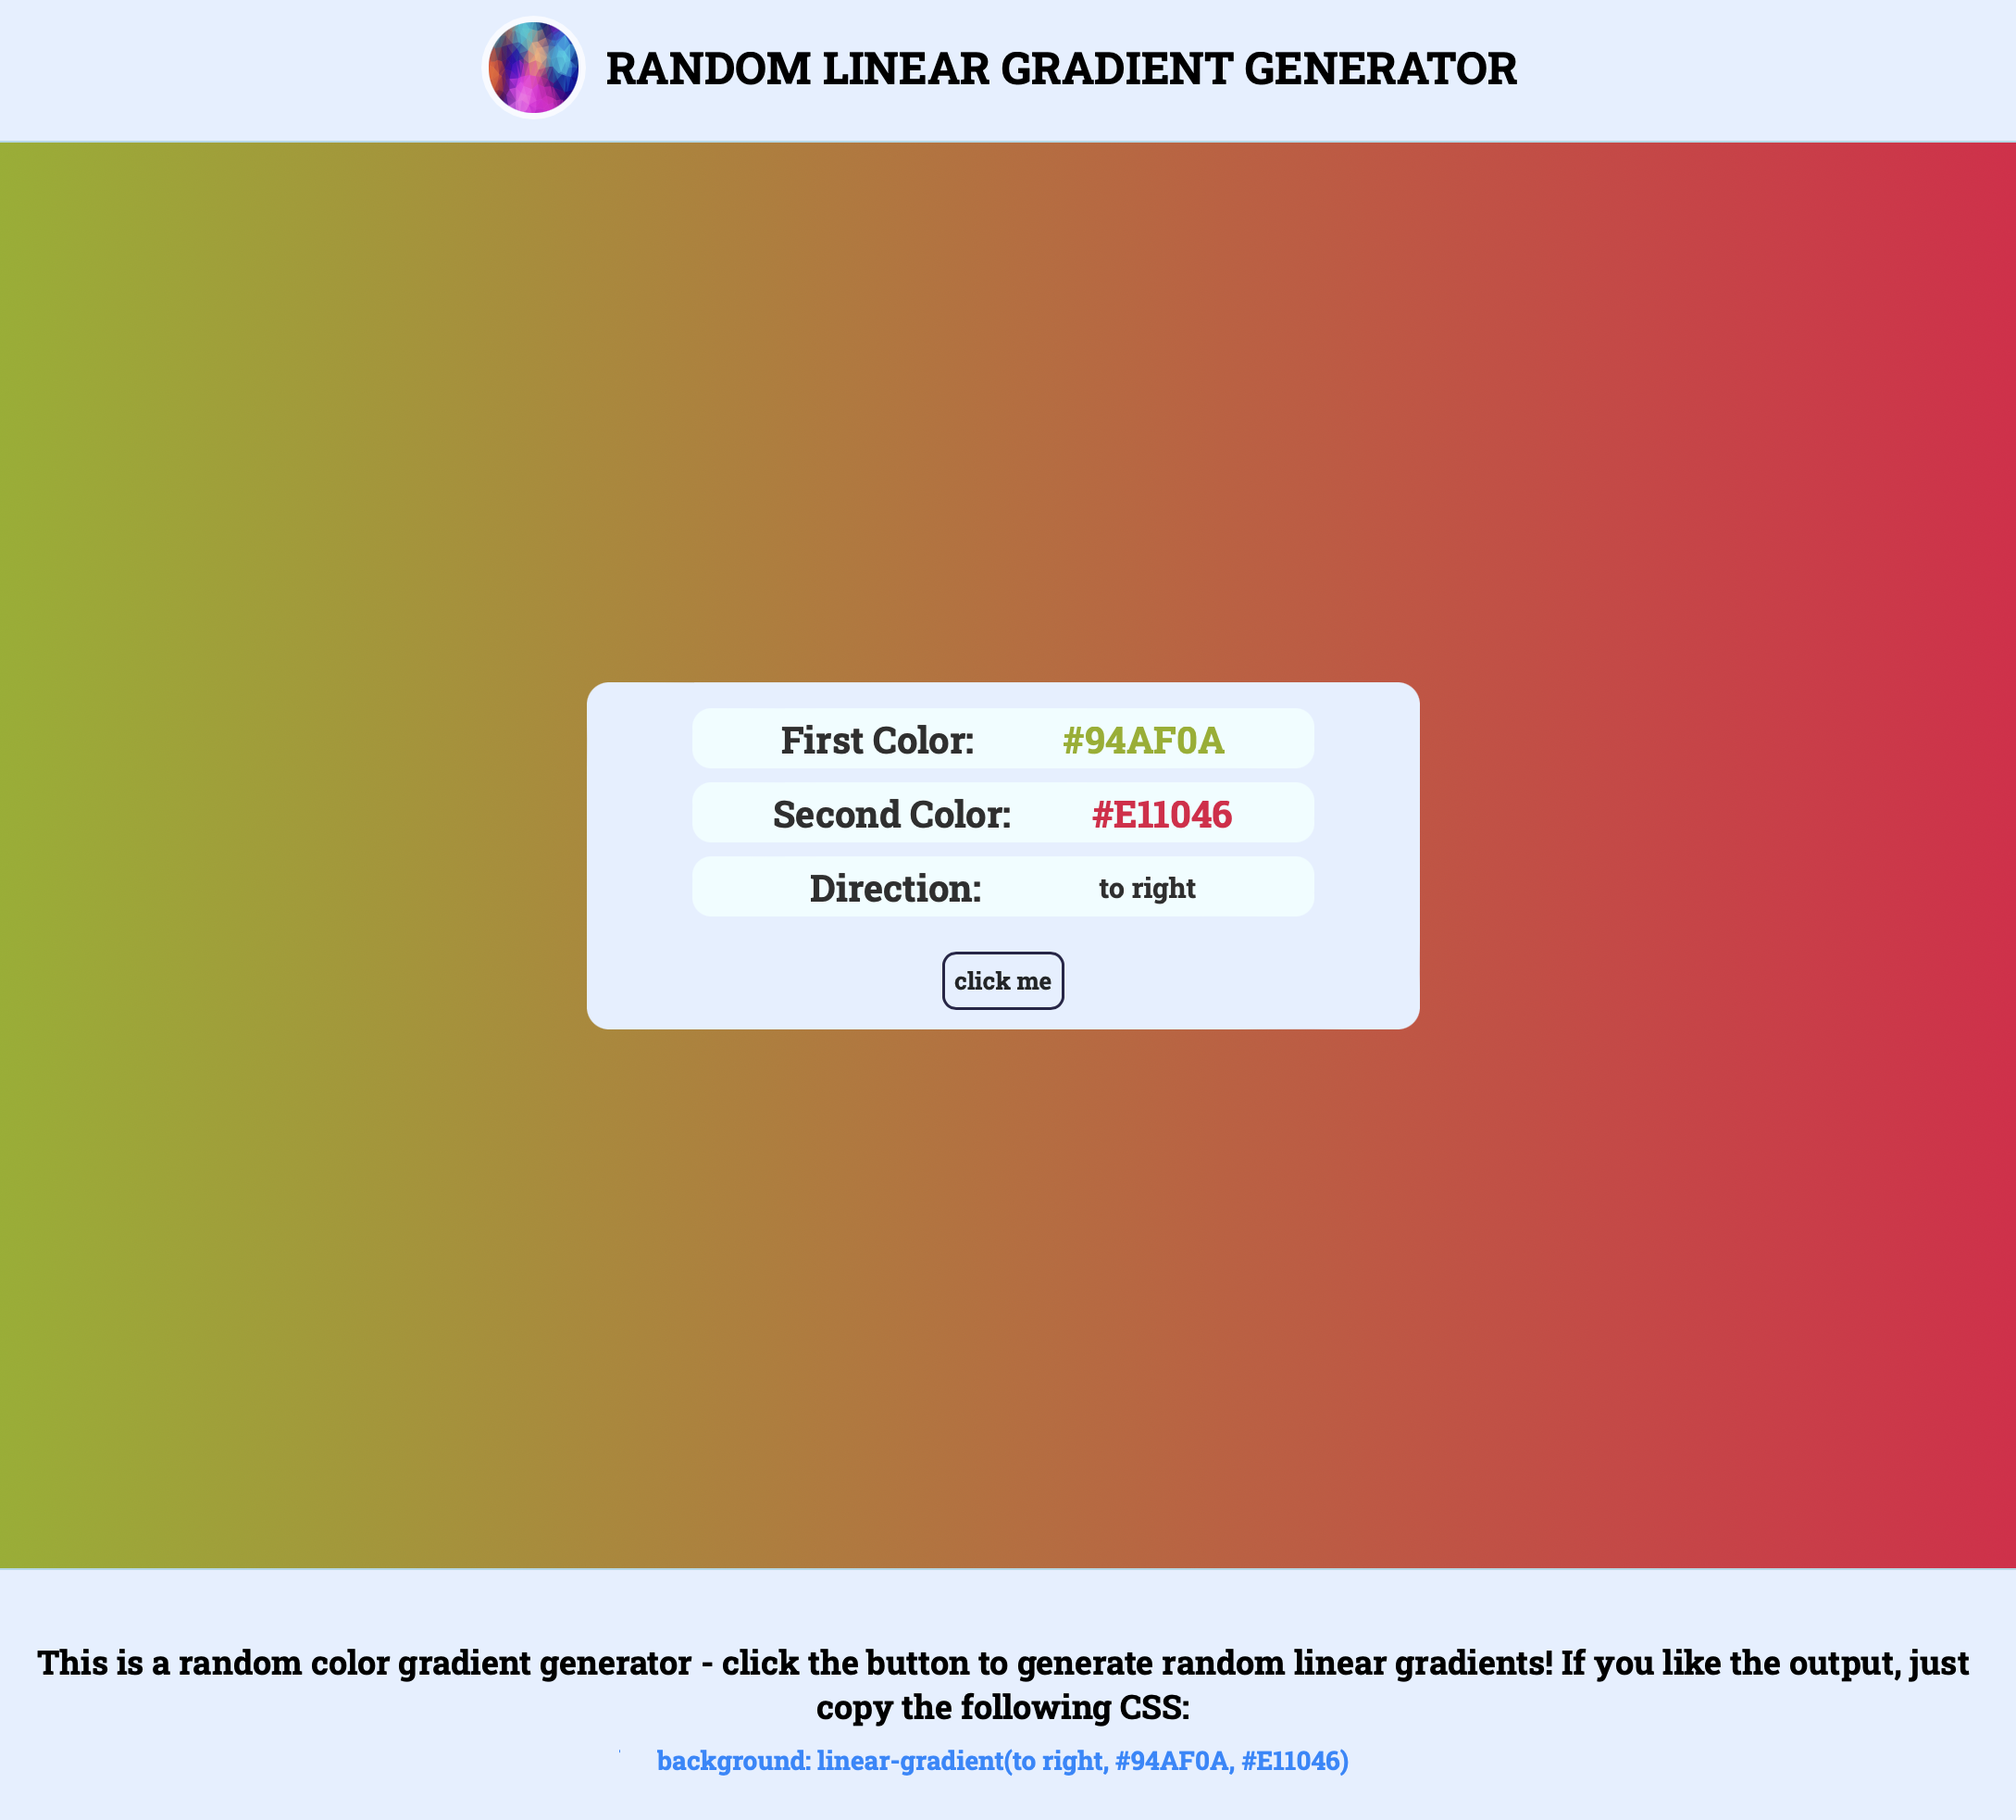 RANDOM LINEAR GRADIENT GENERATOR
First Color: #94AF0A
Second Color: #E11046
Direction: to right
click me
This is a random color gradient generator - click the button to generate random linear gradients! If you like the output, just
copy the following CSS:
background: linear-gradient(to right, #94AF0A, #E11046)